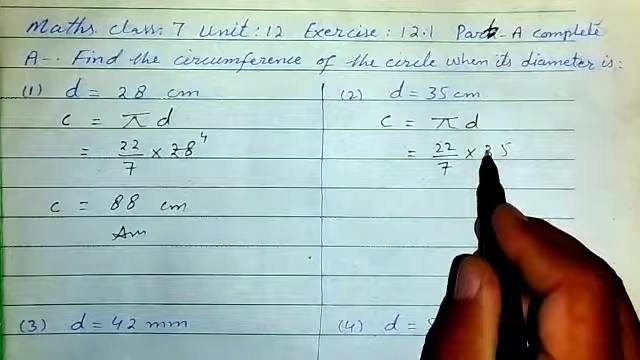 Maths class: 7 Unit: 12 Exercise: 12.1 Part-A complete
A-. Find the circumference of the circle when its diameter is:
(1) d = 28 cm
c = π d
= 22/7 × 28 4
c = 88 cm
Ans
(2) d = 35 cm
c = π d
= 22/7 × 35
(3) d = 42 mm
(4) d =